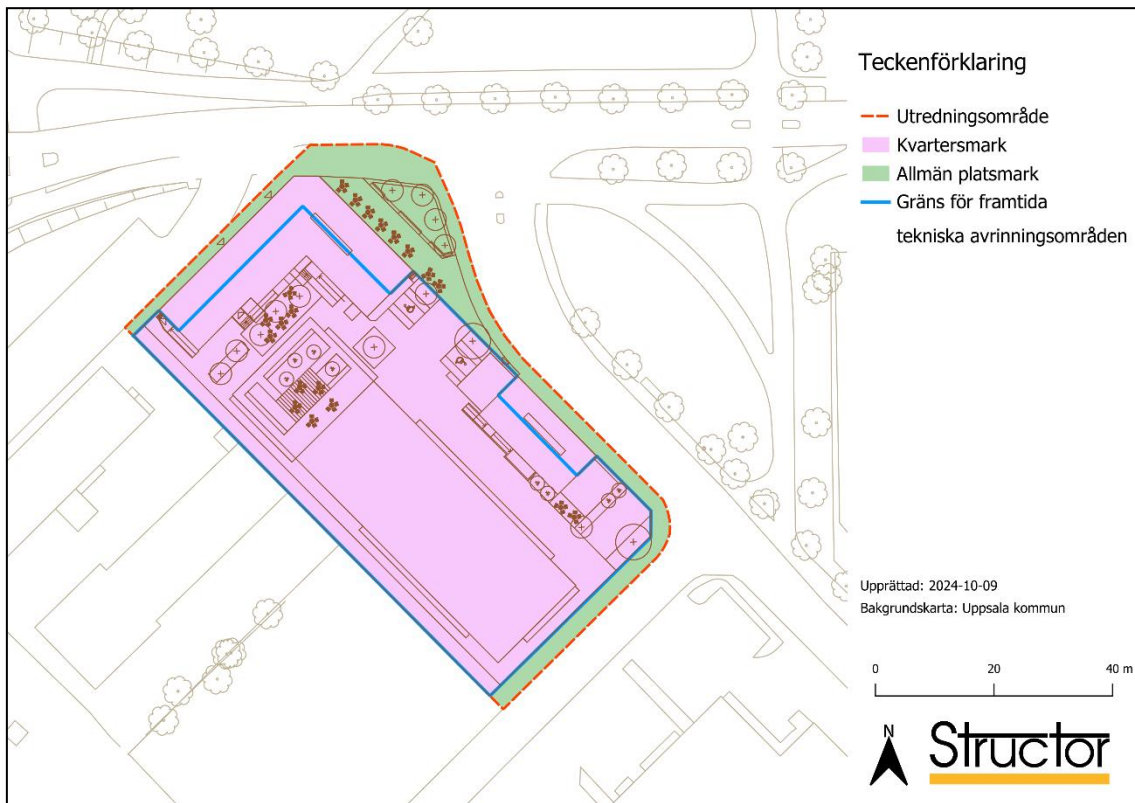 Teckenförklaring
Utredningsområde
Kvartersmark
Allmän platsmark
Gräns för framtida
tekniska avrinningsområden
Upprättad: 2024-10-09
Bakgrundskarta: Uppsala kommun
0 20 40 m
N
Structor